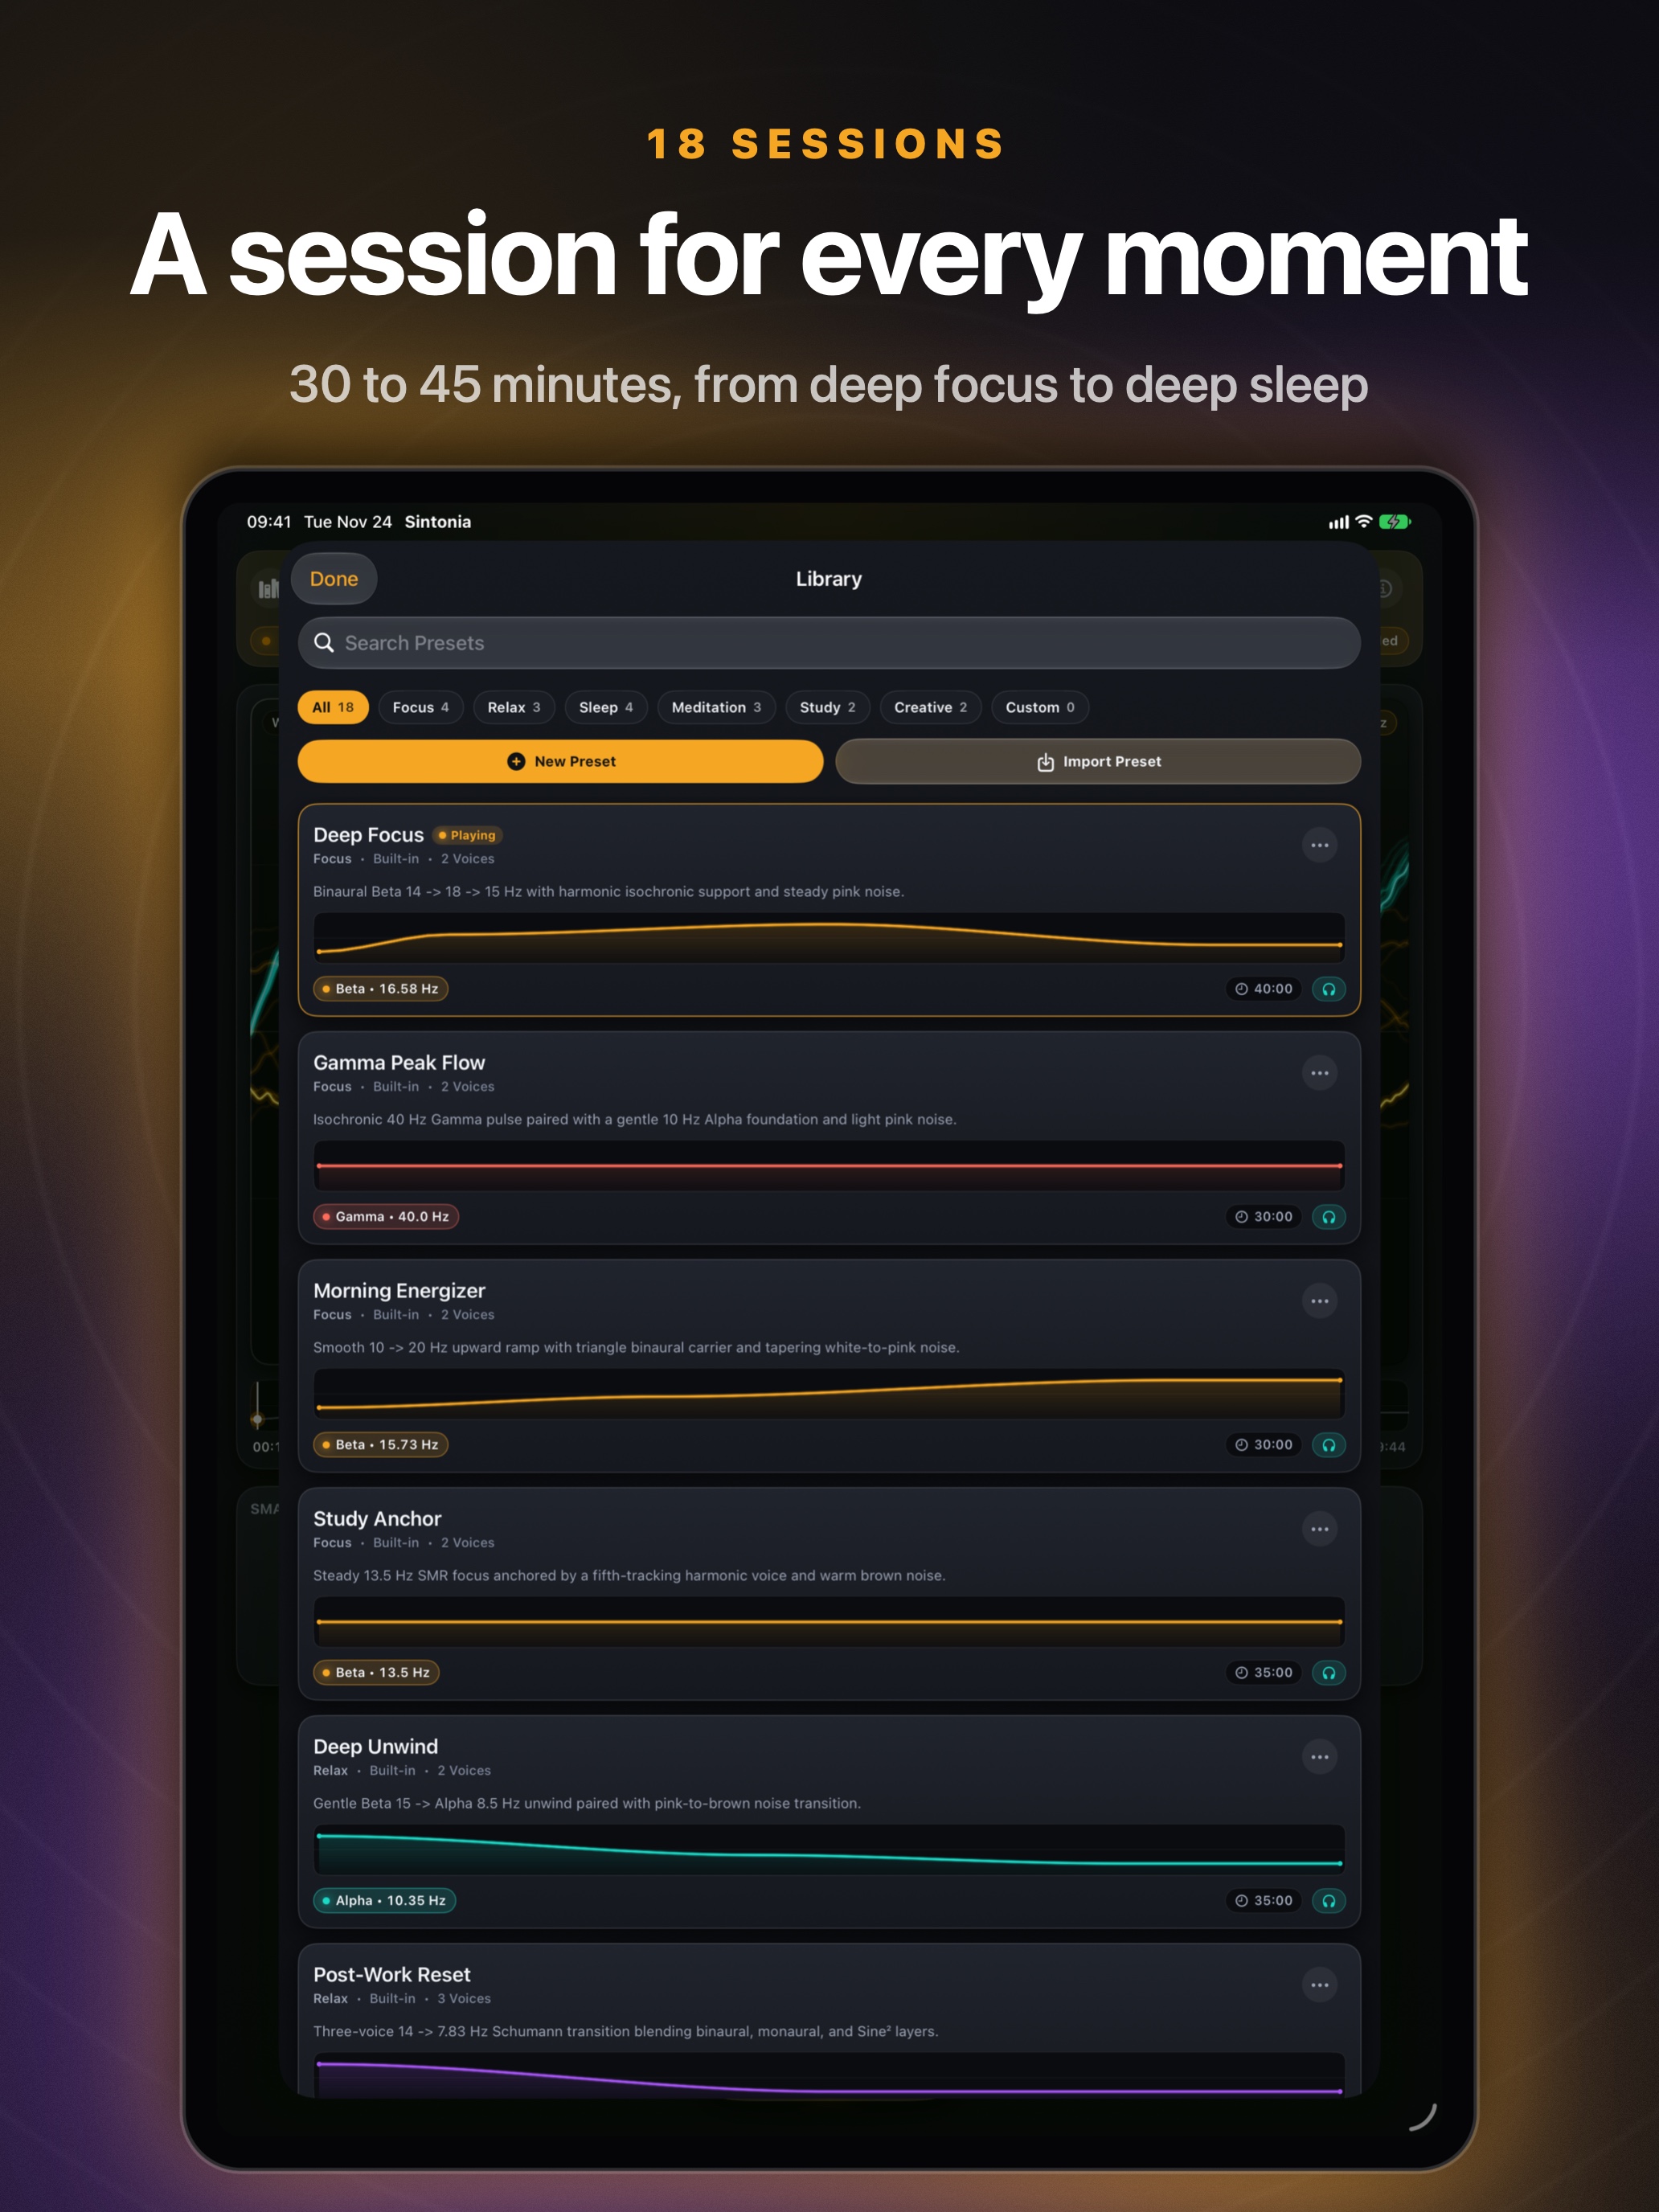 18 SESSIONS
A session for every moment
30 to 45 minutes, from deep focus to deep sleep
09:41 Tue Nov 24 Sintonia
Done
Library
Search Presets
All 18 Focus 4 Relax 3 Sleep 4 Meditation 3 Study 2 Creative 2 Custom 0
New Preset Import Preset
Deep Focus Playing
Focus • Built-in • 2 Voices
Binaural Beta 14 -> 18 -> 15 Hz with harmonic isochronic support and steady pink noise.
Beta • 16.58 Hz 40:00
Gamma Peak Flow
Focus • Built-in • 2 Voices
Isochronic 40 Hz Gamma pulse paired with a gentle 10 Hz Alpha foundation and light pink noise.
Gamma • 40.0 Hz 30:00
Morning Energizer
Focus • Built-in • 2 Voices
Smooth 10 -> 20 Hz upward ramp with triangle binaural carrier and tapering white-to-pink noise.
Beta • 15.73 Hz 30:00
Study Anchor
Focus • Built-in • 2 Voices
Steady 13.5 Hz SMR focus anchored by a fifth-tracking harmonic voice and warm brown noise.
Beta • 13.5 Hz 35:00
Deep Unwind
Relax • Built-in • 2 Voices
Gentle Beta 15 -> Alpha 8.5 Hz unwind paired with pink-to-brown noise transition.
Alpha • 10.35 Hz 35:00
Post-Work Reset
Relax • Built-in • 3 Voices
Three-voice 14 -> 7.83 Hz Schumann transition blending binaural, monaural, and Sine² layers.